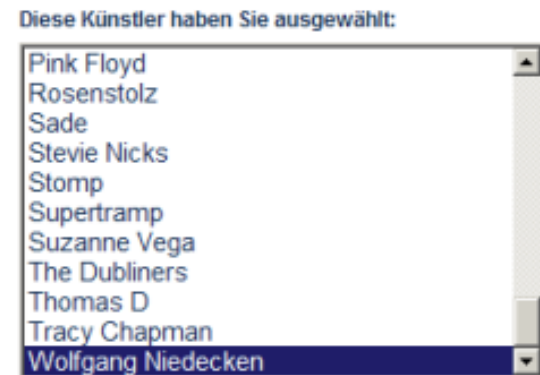 Diese Künstler haben Sie ausgewählt:
Pink Floyd
Rosenstolz
Sade
Stevie Nicks
Stomp
Supertramp
Suzanne Vega
The Dubliners
Thomas D
Tracy Chapman
Wolfgang Niedecken